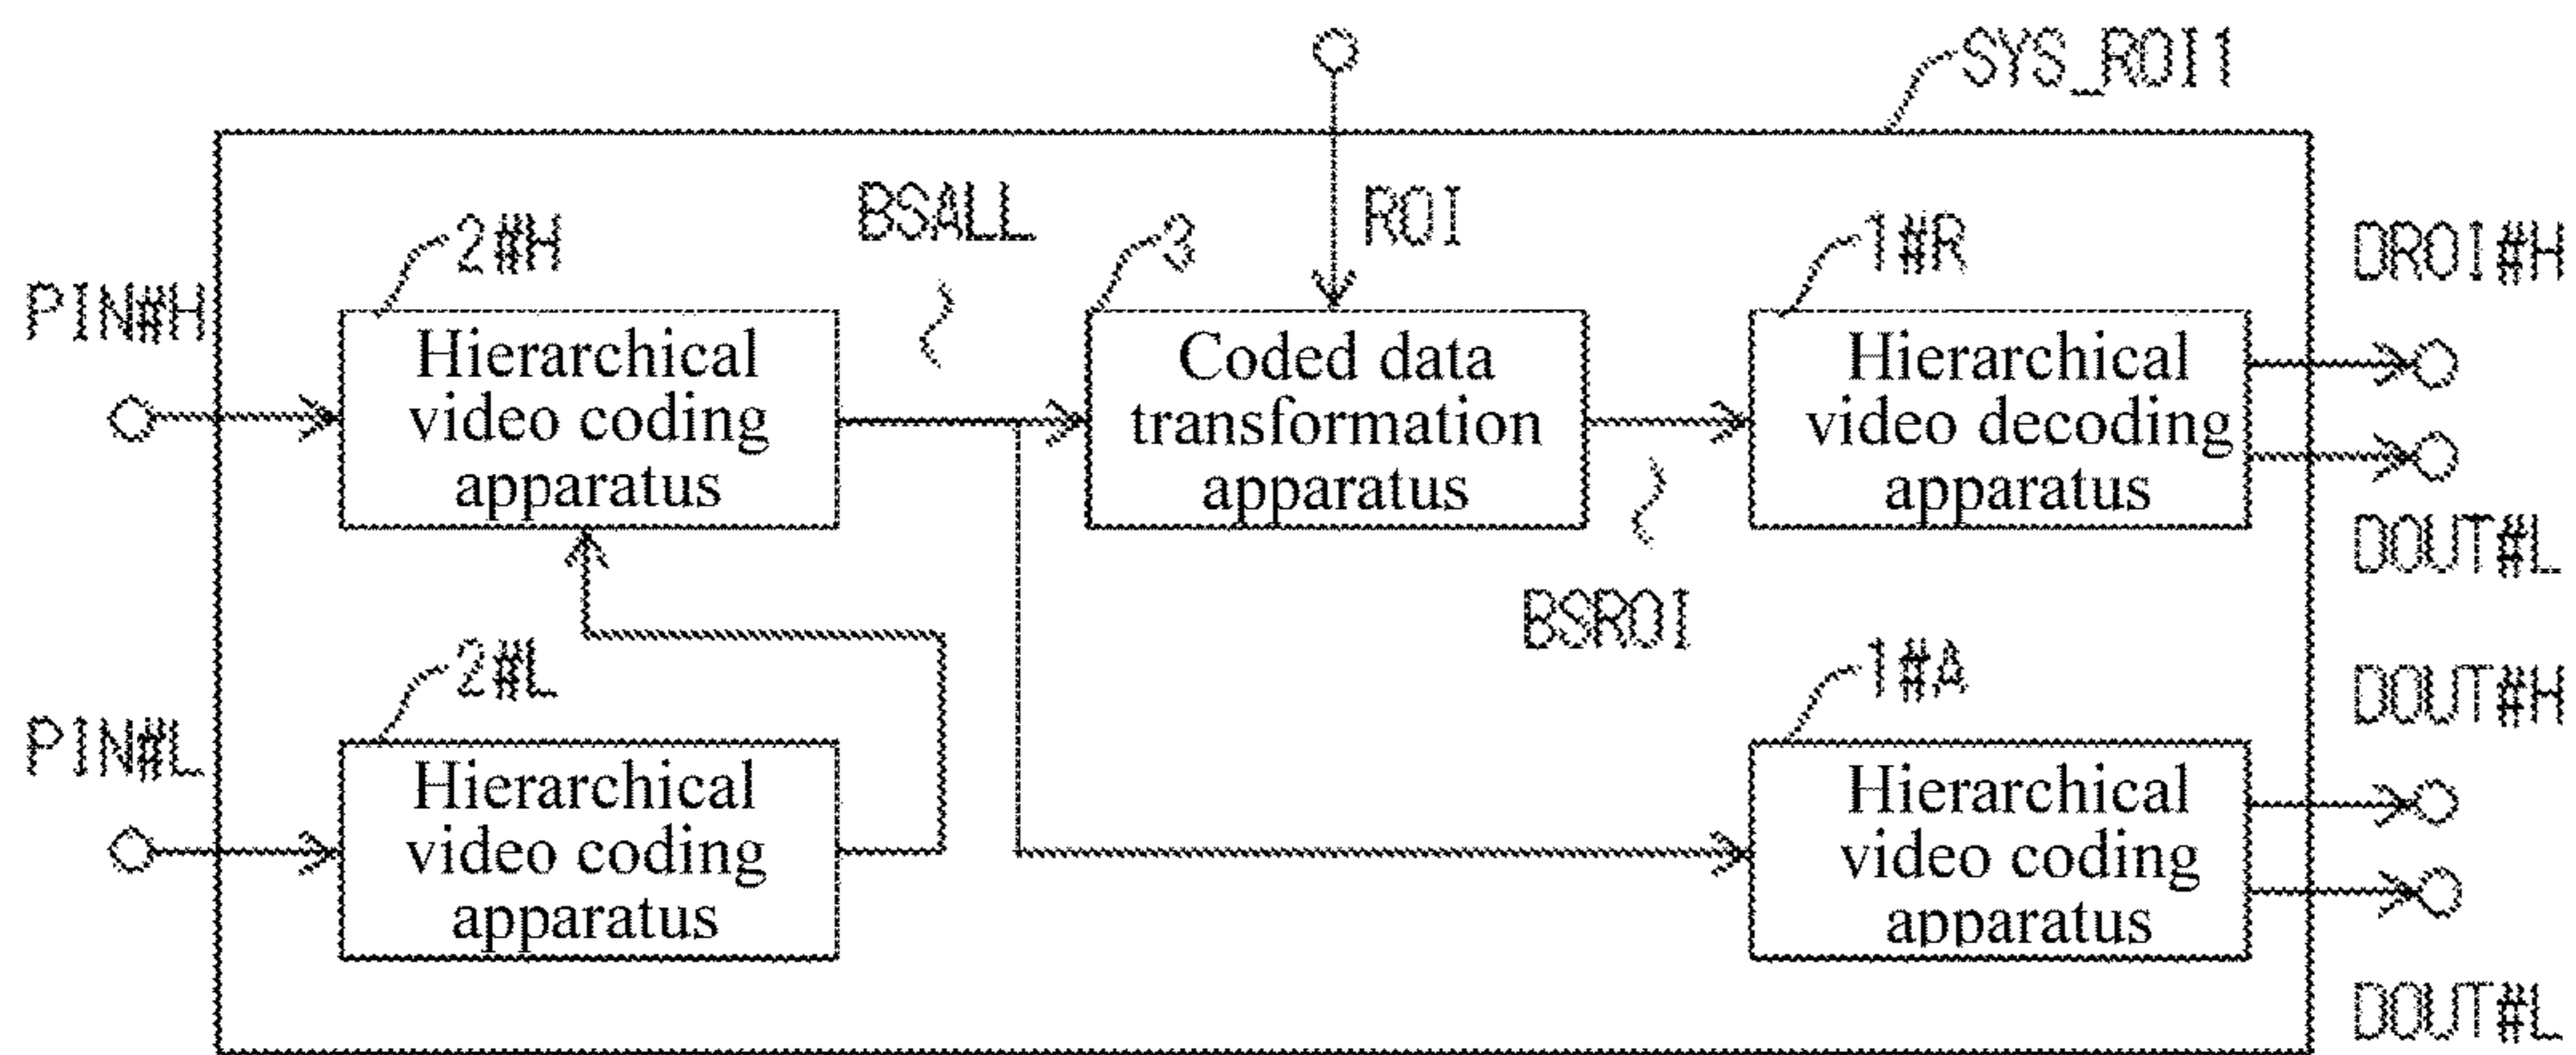 SYS_ROI1
BSALL
ROI
2#H
3
1#R
DROI#H
PIN#H
Hierarchical
video coding
apparatus
Coded data
transformation
apparatus
Hierarchical
video decoding
apparatus
DOUT#L
BSROI
2#L
1#A
DOUT#H
PIN#L
Hierarchical
video coding
apparatus
Hierarchical
video coding
apparatus
DOUT#L